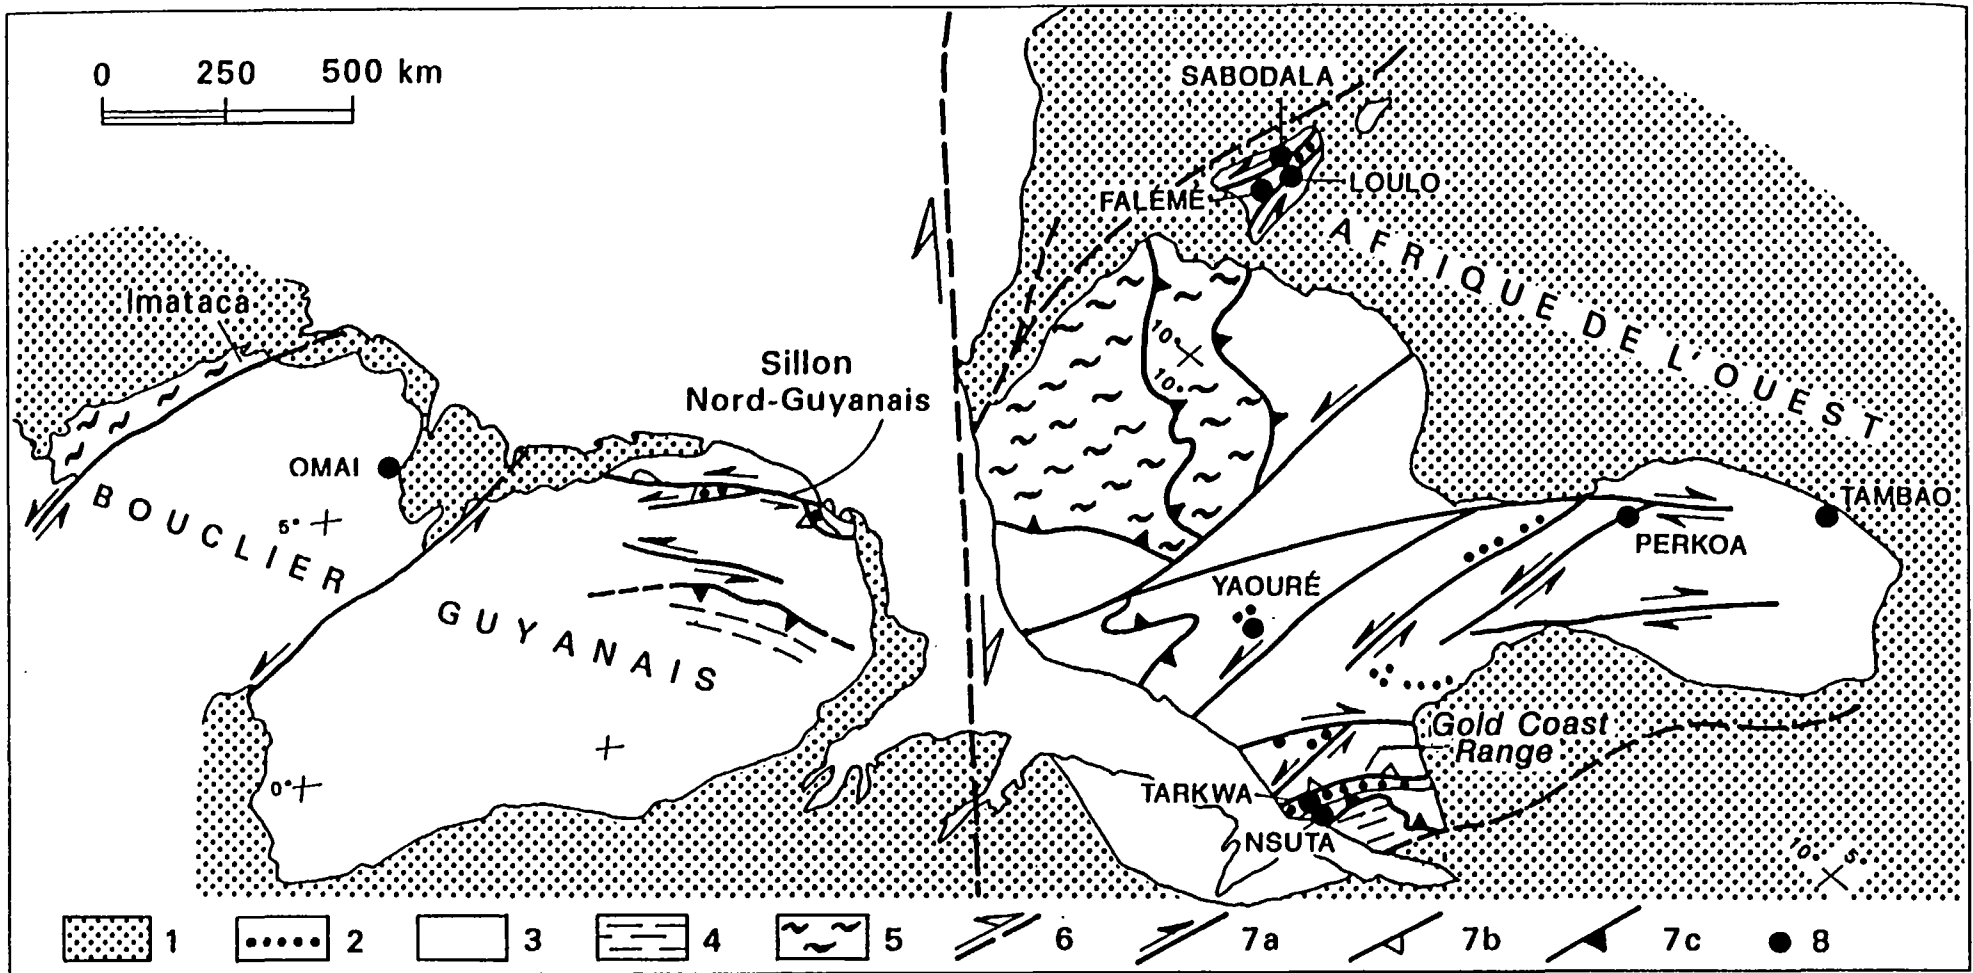 0 250 500 km
SABODALA
FALÉMÉ
LOULO
AFRIQUE DE L'OUEST
Imataca
10°
10°
Sillon
Nord-Guyanais
OMAI
BOUCLIER
5°
GUYANAIS
TAMBAO
PERKOA
YAOURÉ
Gold Coast
Range
0°
TARKWA
NSUTA
10° 5°
1 2 3 4 5 6 7a 7b 7c 8